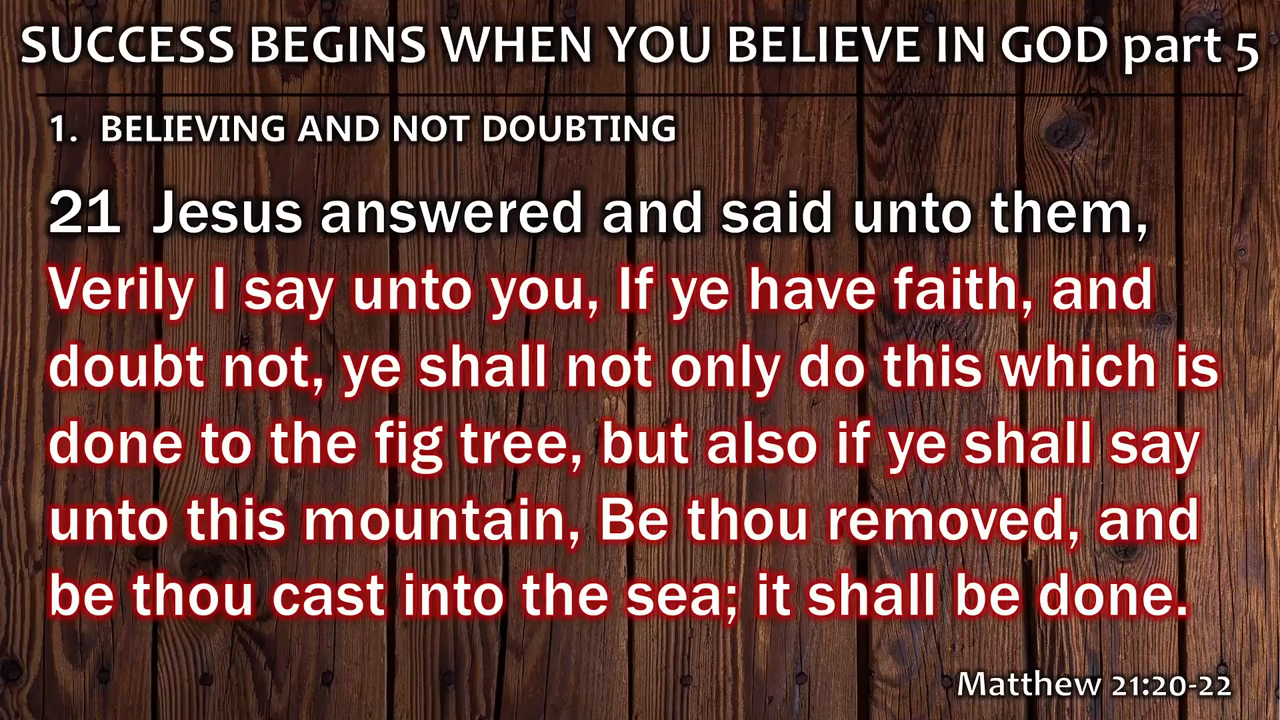 SUCCESS BEGINS WHEN YOU BELIEVE IN GOD part 5
1. BELIEVING AND NOT DOUBTING
21 Jesus answered and said unto them,
Verily I say unto you, If ye have faith, and
doubt not, ye shall not only do this which is
done to the fig tree, but also if ye shall say
unto this mountain, Be thou removed, and
be thou cast into the sea; it shall be done.
Matthew 21:20-22